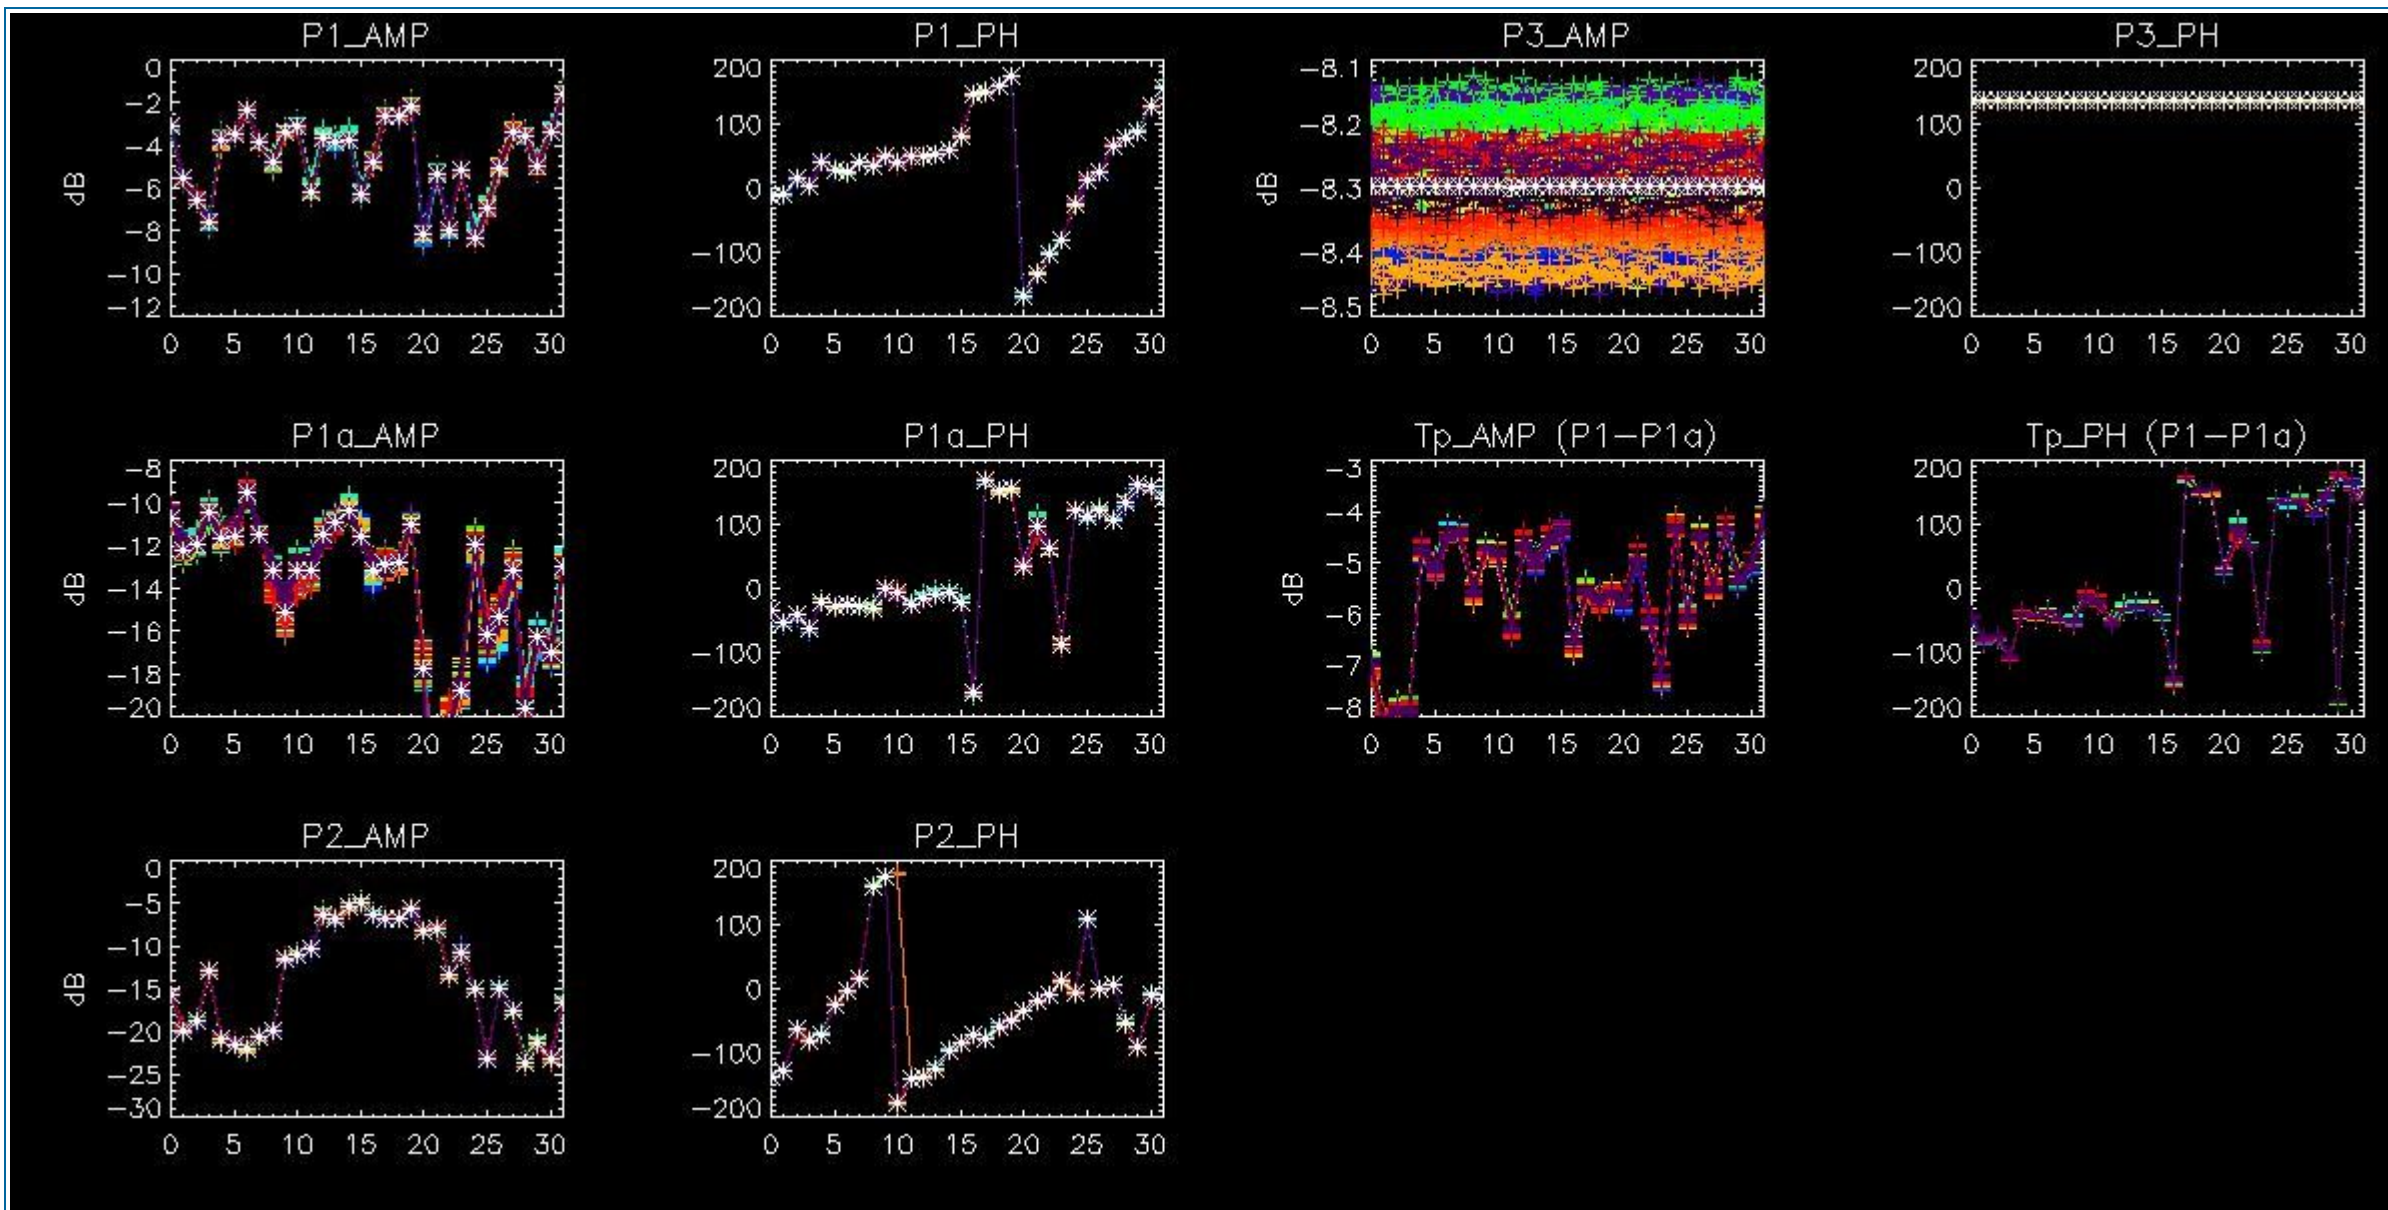 P1_AMP
0
−2
−4
−6
−8
−10
−12
dB
0 5 10 15 20 25 30
P1_PH
200
100
0
−100
−200
0 5 10 15 20 25 30
P3_AMP
−8.1
−8.2
−8.3
−8.4
−8.5
dB
0 5 10 15 20 25 30
P3_PH
200
100
0
−100
−200
0 5 10 15 20 25 30
P1a_AMP
−8
−10
−12
−14
−16
−18
−20
dB
0 5 10 15 20 25 30
P1a_PH
200
100
0
−100
−200
0 5 10 15 20 25 30
Tp_AMP (P1−P1a)
−3
−4
−5
−6
−7
−8
dB
0 5 10 15 20 25 30
Tp_PH (P1−P1a)
200
100
0
−100
−200
0 5 10 15 20 25 30
P2_AMP
0
−5
−10
−15
−20
−25
−30
dB
0 5 10 15 20 25 30
P2_PH
200
100
0
−100
−200
0 5 10 15 20 25 30